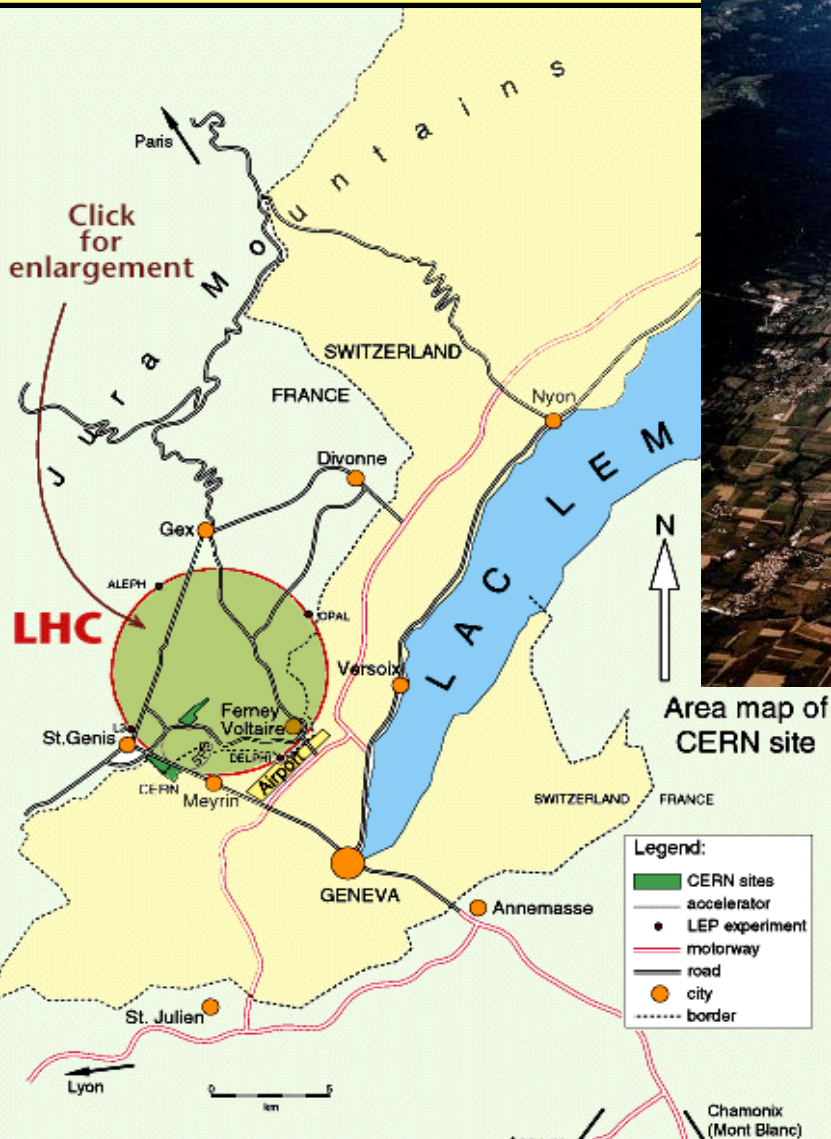 Paris
Jura Mountains
Click
for
enlargement
SWITZERLAND
FRANCE
Nyon
Divonne
LAC LEM
Gex
N
ALEPH
OPAL
LHC
Versoix
Area map of
CERN site
Ferney
Voltaire
L3
St.Genis
SPS
DELPHI
Airport
CERN
Meyrin
SWITZERLAND
FRANCE
GENEVA
Annemasse
Legend:
CERN sites
accelerator
LEP experiment
motorway
road
city
border
St. Julien
Lyon
0 5
km
Chamonix
(Mont Blanc)